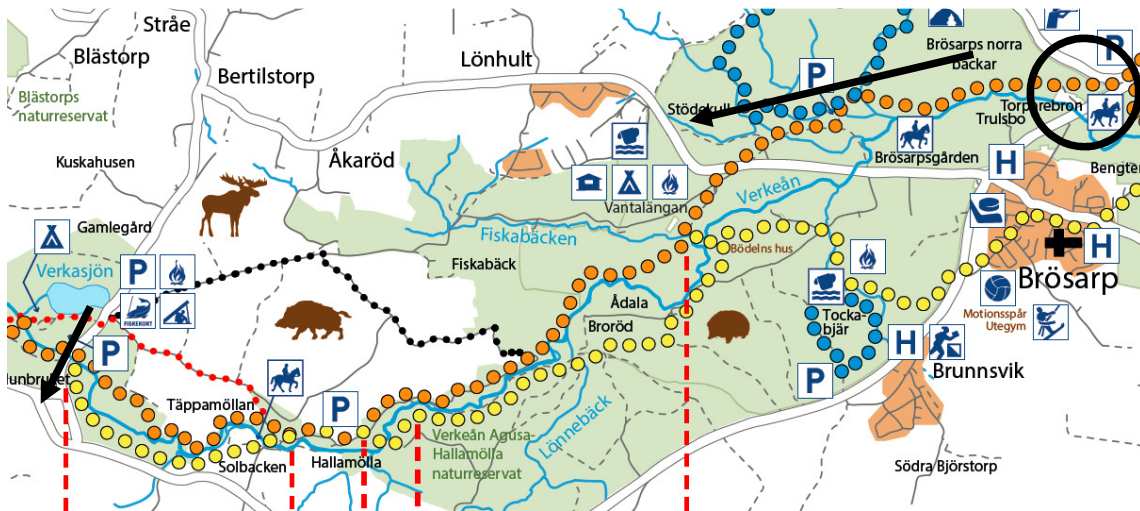 Stråe
Blästorp
Bertilstorp
Lönhult
Brösarps norra
backar
P
P
Blästorps
naturreservat
Stödekulle
Torparebron
Trulsbo
Kuskahusen
Åkaröd
Brösarpsgården
H
Bengtem
Gamlegård
Vantalängan
Verkeån
Fiskabäcken
Bödelns hus
H
Verkasjön
P
FISKEKORT
Fiskabäck
Brösarp
Ådala
Tocka-
bjär
Motionsspår
Utegym
Broröd
H
P
P
Brunnsvik
Täppamöllan
P
Verkeån Agusa-
Hallamölla
naturreservat
Lönnebäck
Solbacken
Hallamölla
Södra Björstorp